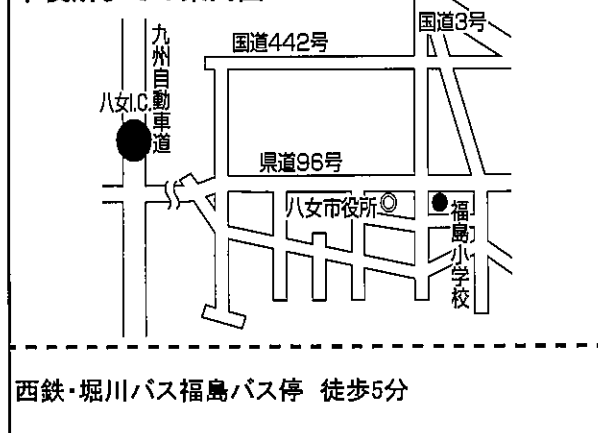 国道3号
国道442号
九州自動車道
八女I.C.
県道96号
八女市役所
福島小学校
西鉄・堀川バス福島バス停 徒歩5分